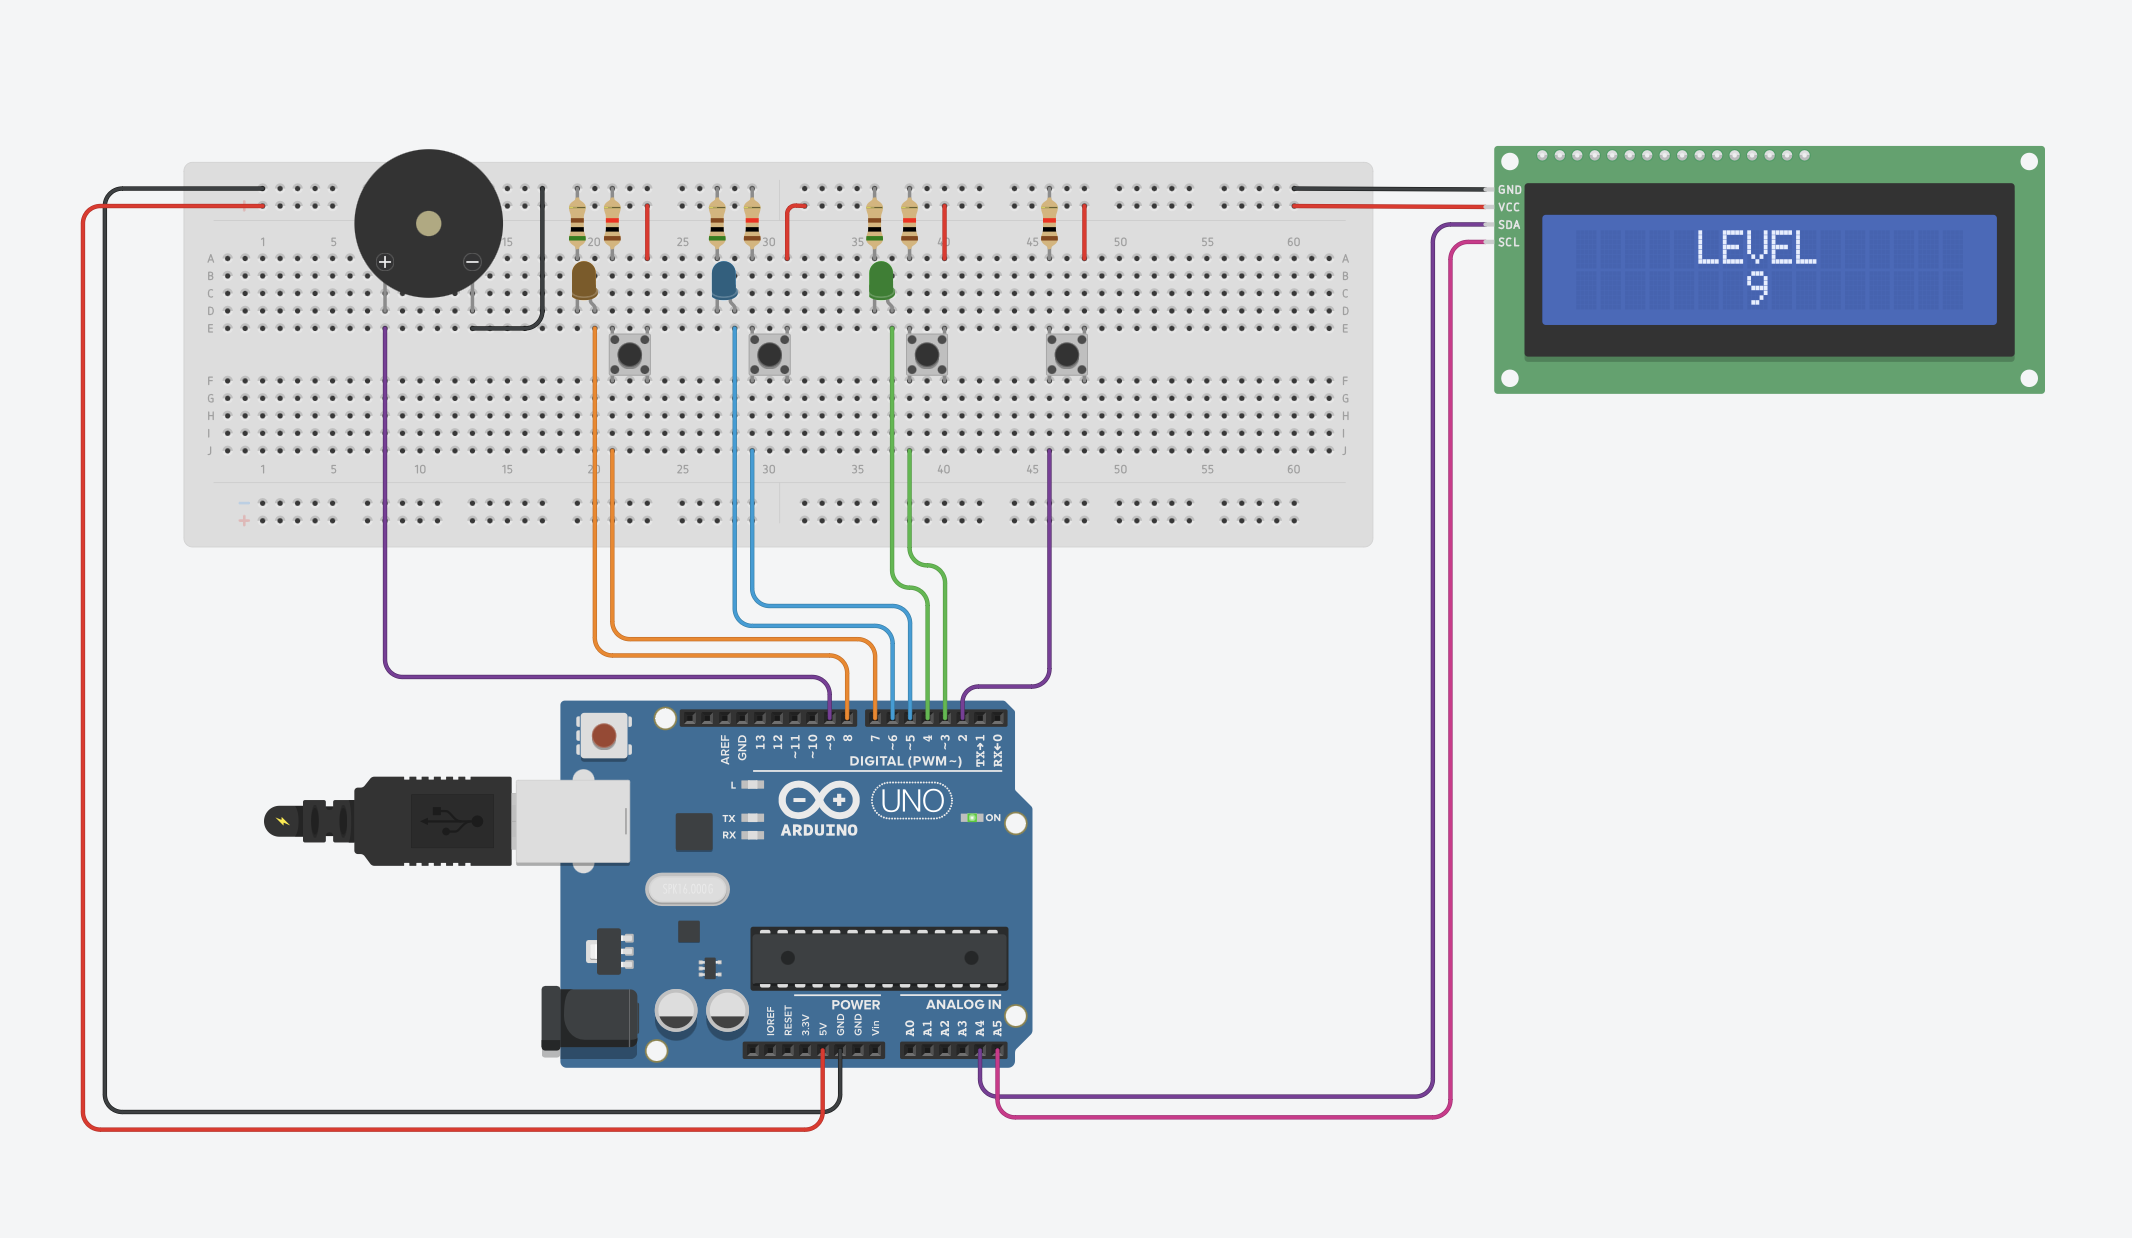 GND
VCC
SDA
SCL
LEVEL
9
1 5 15 20 25 30 35 40 45 50 55 60
A A
B B
C C
D D
E E
F F
G G
H H
I I
J J
1 5 10 15 20 25 30 35 40 45 50 55 60
AREF GND 13 12 ~11 ~10 ~9 8 7 ~6 ~5 4 ~3 2 TX→1 RX←0
DIGITAL (PWM~)
L
TX
RX
UNO
ARDUINO
ON
SPK16.000G
POWER ANALOG IN
IOREF RESET 3.3V 5V GND GND Vin A0 A1 A2 A3 A4 A5